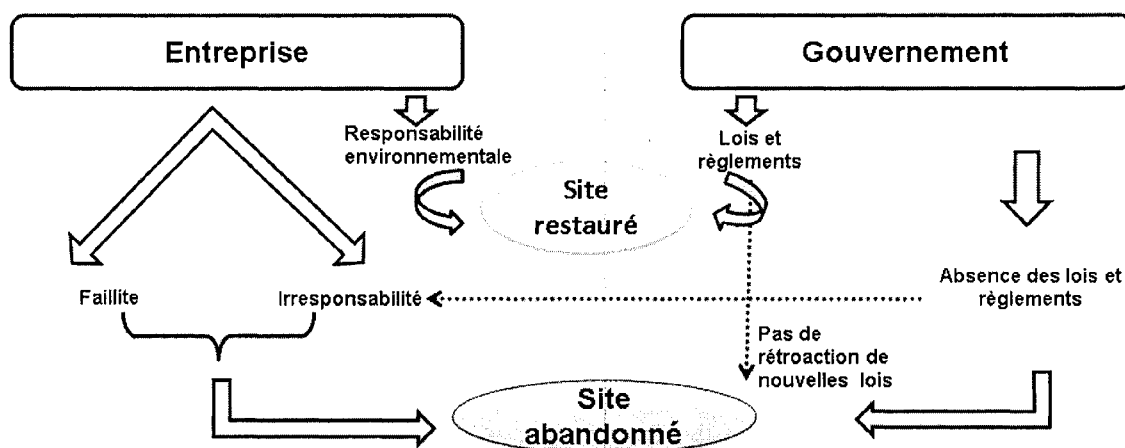 Entreprise
Gouvernement
Responsabilité
environnementale
Lois et
règlements
Site
restauré
Faillite
Irresponsabilité
Absence des lois et
règlements
Pas de
rétroaction de
nouvelles lois
Site
abandonné